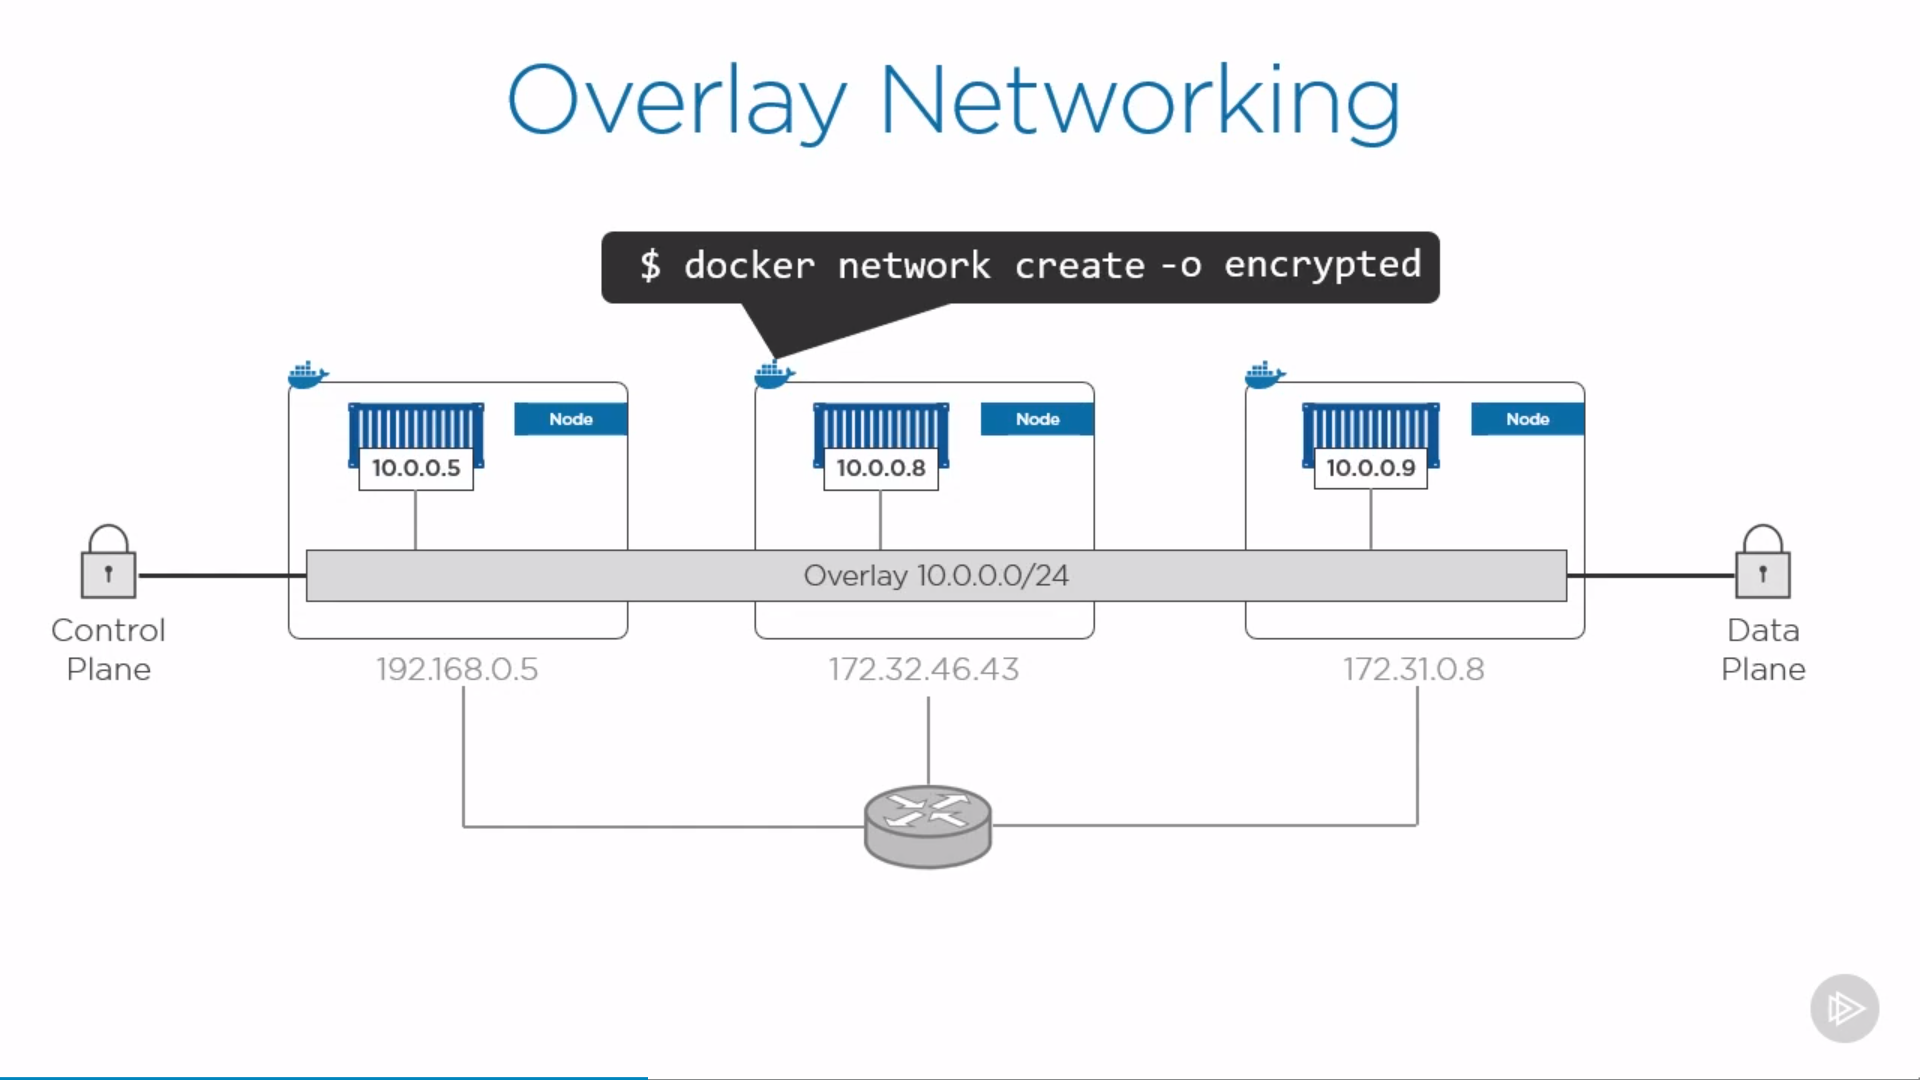 Overlay Networking
$ docker network create -o encrypted
Node
Node
Node
10.0.0.5
10.0.0.8
10.0.0.9
Overlay 10.0.0.0/24
Control
Plane
Data
Plane
192.168.0.5
172.32.46.43
172.31.0.8